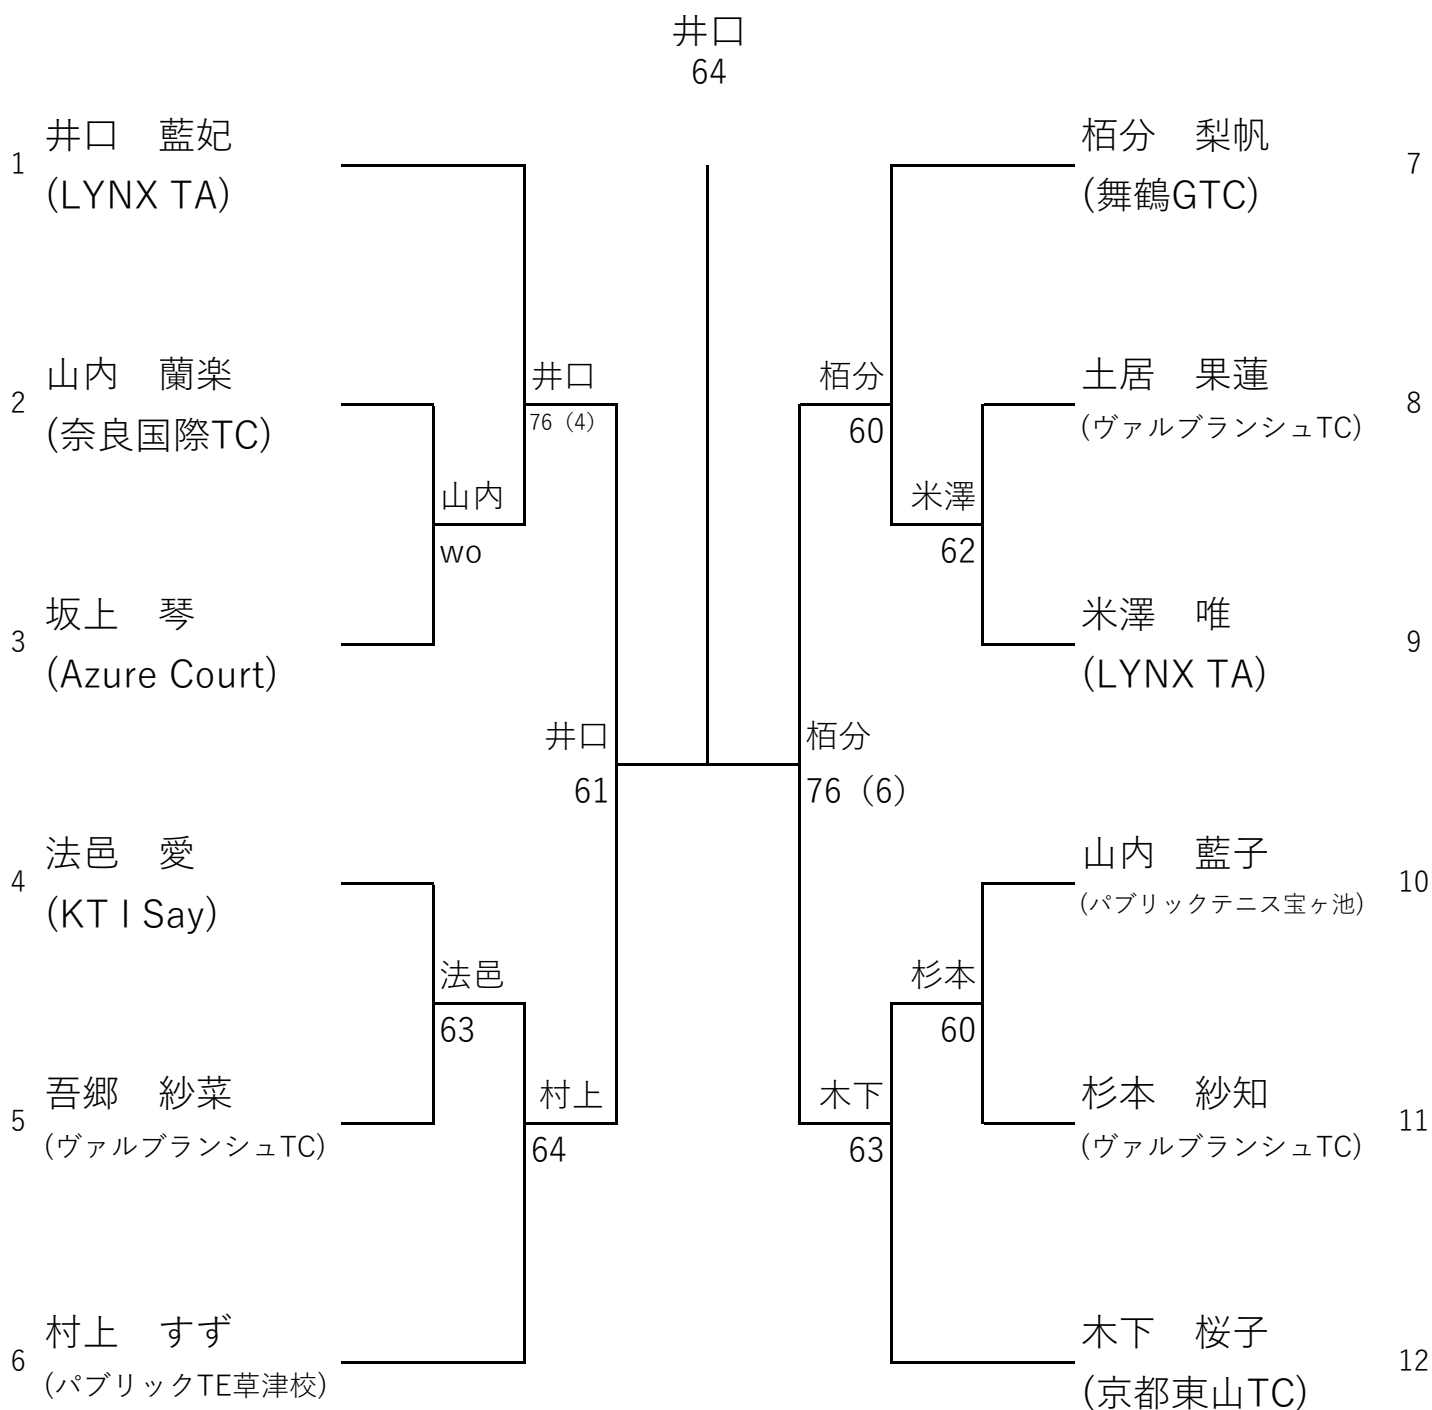 井口
64
1
井口　藍妃
(LYNX TA)
2
山内　蘭楽
(奈良国際TC)
3
坂上　琴
(Azure Court)
4
法邑　愛
(KT I Say)
5
吾郷　紗菜
(ヴァルブランシュTC)
6
村上　すず
(パブリックTE草津校)
山内
wo
法邑
63
井口
76（4）
村上
64
井口
61
栢分
76（6）
栢分
60
木下
63
米澤
62
杉本
60
栢分　梨帆
(舞鶴GTC)
7
土居　果蓮
(ヴァルブランシュTC)
8
米澤　唯
(LYNX TA)
9
山内　藍子
(パブリックテニス宝ヶ池)
10
杉本　紗知
(ヴァルブランシュTC)
11
木下　桜子
(京都東山TC)
12